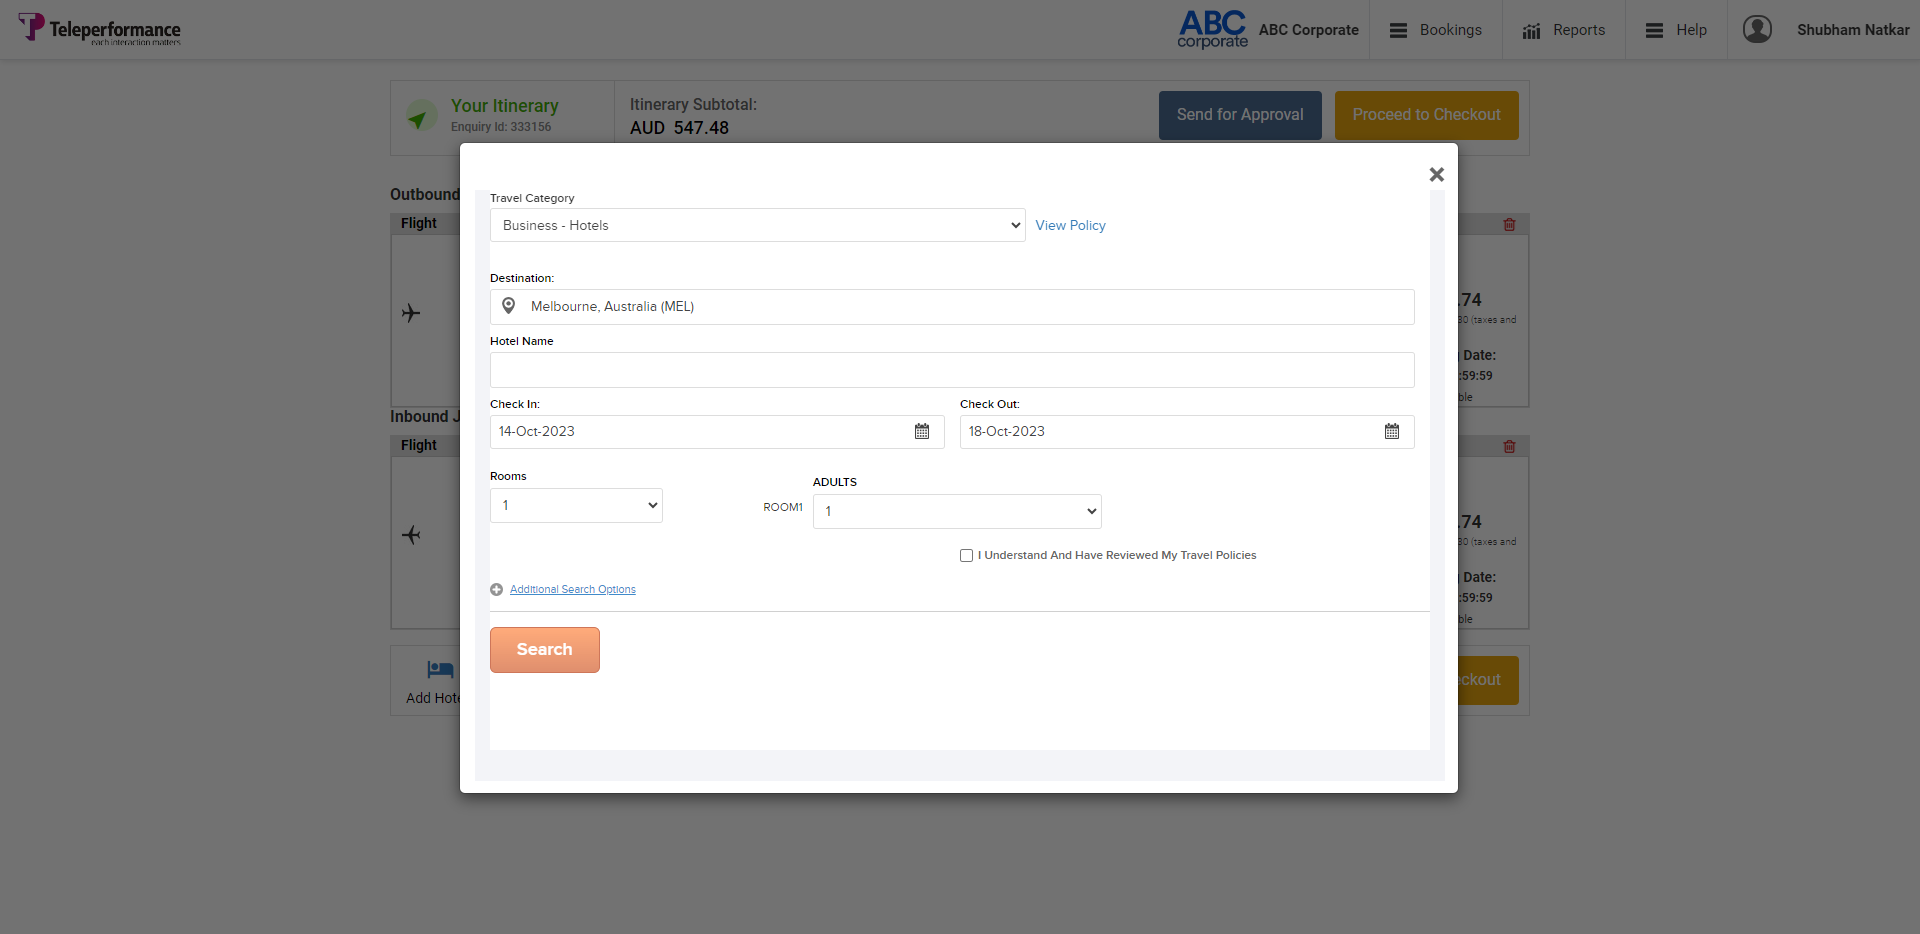 Teleperformance
each interaction matters
ABC
corporate
ABC Corporate
Bookings
Reports
Help
Shubham Natkar
Your Itinerary
Enquiry Id: 333156
Itinerary Subtotal:
AUD 547.48
Send for Approval
Proceed to Checkout
Outbound
Flight
Travel Category
Business - Hotels
View Policy
Destination:
Melbourne, Australia (MEL)
.74
30 (taxes and
Hotel Name
Date:
:59:59
ble
Check In:
Check Out:
14-Oct-2023
18-Oct-2023
Inbound J
Flight
Rooms
1
ADULTS
ROOM1
1
.74
30 (taxes and
I Understand And Have Reviewed My Travel Policies
Date:
:59:59
ble
Additional Search Options
Search
Add Hote
eckout